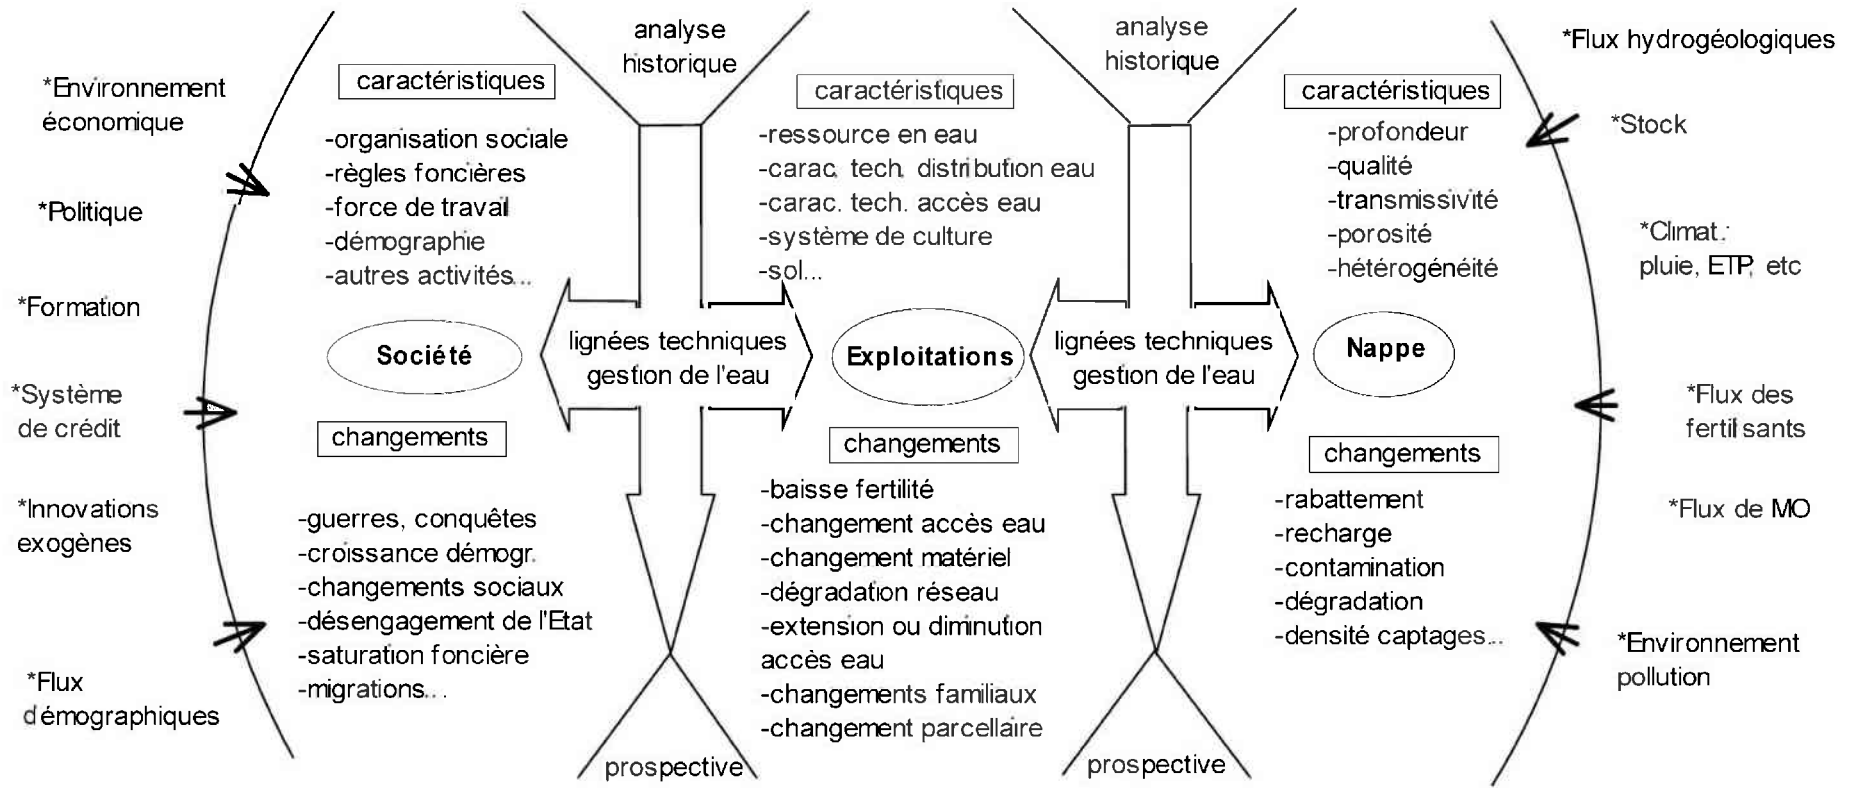 *Environnement
économique
*Politique
*Formation
*Système
de crédit
*Innovations
exogènes
*Flux
démographiques
caractéristiques
-organisation sociale
-règles foncières
-force de travail
-démographie
-autres activités...
Société
changements
-guerres, conquêtes
-croissance démogr.
-changements sociaux
-désengagement de l'Etat
-saturation foncière
-migrations...
analyse
historique
lignées techniques
gestion de l'eau
prospective
caractéristiques
-ressource en eau
-carac. tech. distribution eau
-carac. tech. accès eau
-système de culture
-sol...
Exploitations
changements
-baisse fertilité
-changement accès eau
-changement matériel
-dégradation réseau
-extension ou diminution
accès eau
-changements familiaux
-changement parcellaire
analyse
historique
lignées techniques
gestion de l'eau
prospective
caractéristiques
-profondeur
-qualité
-transmissivité
-porosité
-hétérogénéité
Nappe
changements
-rabattement
-recharge
-contamination
-dégradation
-densité captages...
*Flux hydrogéologiques
*Stock
*Climat.:
pluie, ETP, etc
*Flux des
fertilisants
*Flux de MO
*Environnement
pollution